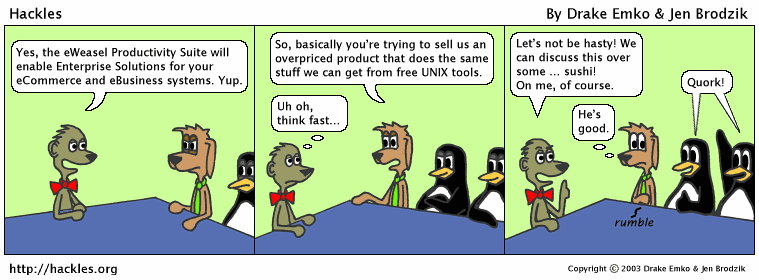 Hackles
By Drake Emko & Jen Brodzik
Yes, the eWeasel Productivity Suite will
enable Enterprise Solutions for your
eCommerce and eBusiness systems. Yup.
So, basically you're trying to sell us an
overpriced product that does the same
stuff we can get from free UNIX tools.
Uh oh,
think fast...
Let's not be hasty! We
can discuss this over
some ... sushi!
On me, of course.
He's
good.
Quork!
rumble
http://hackles.org
Copyright © 2003 Drake Emko & Jen Brodzik